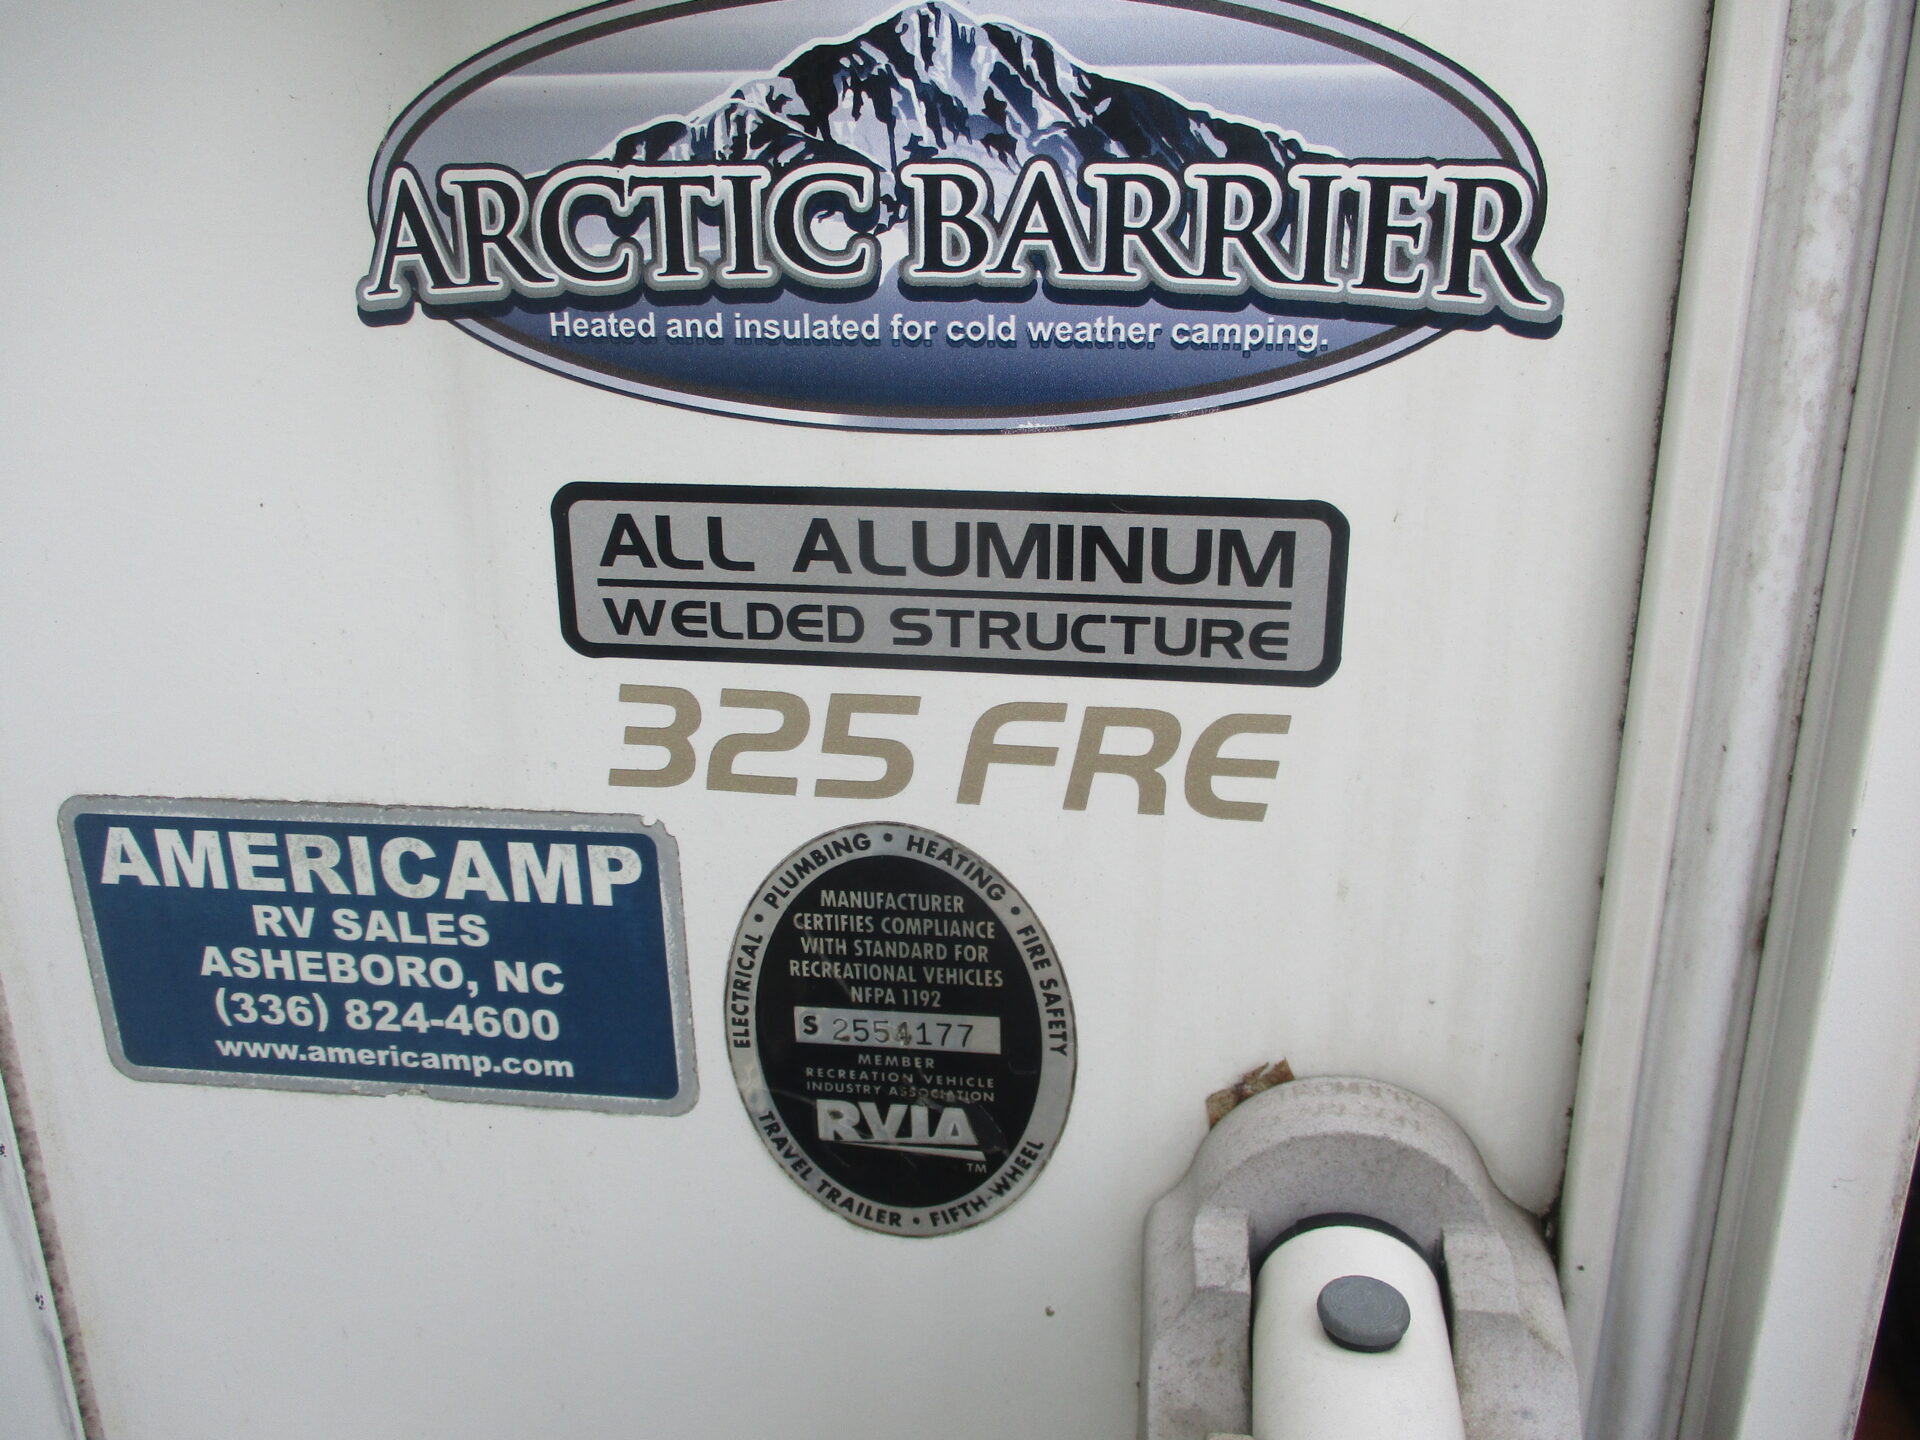 ARCTIC BARRIER
Heated and insulated for cold weather camping.
ALL ALUMINUM
WELDED STRUCTURE
325 FRE
AMERICAMP
RV SALES
ASHEBORO, NC
(336) 824-4600
www.americamp.com
ELECTRICAL • PLUMBING • HEATING • FIRE SAFETY
MANUFACTURER
CERTIFIES COMPLIANCE
WITH STANDARD FOR
RECREATIONAL VEHICLES
NFPA 1192
S 2554177
MEMBER
RECREATION VEHICLE
INDUSTRY ASSOCIATION
RVIA
TM
TRAVEL TRAILER • FIFTH-WHEEL